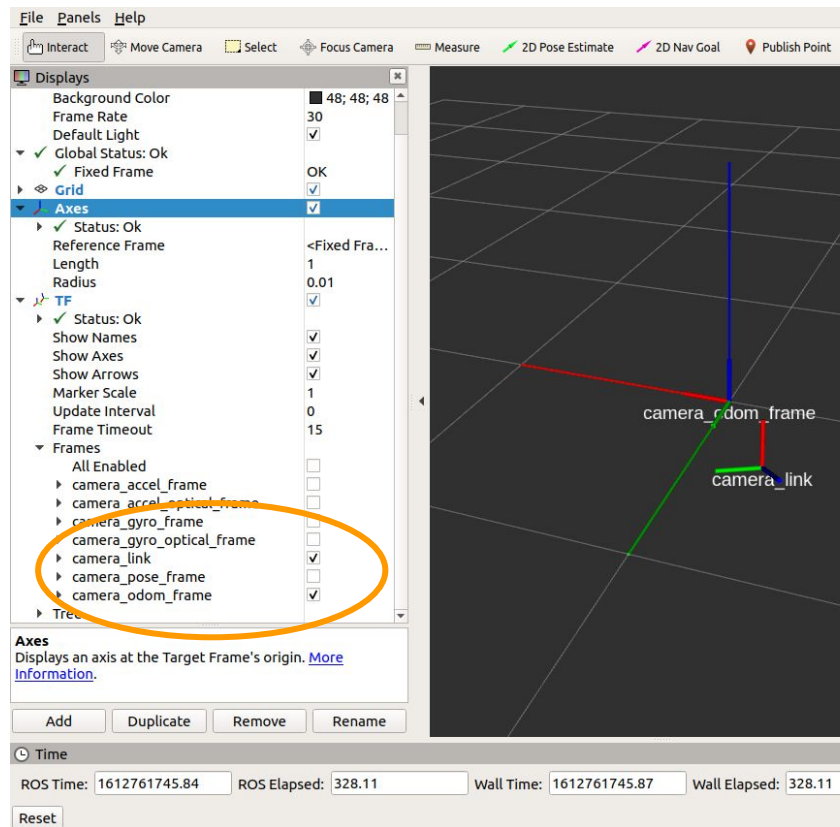 File Panels Help
Interact Move Camera Select Focus Camera Measure 2D Pose Estimate 2D Nav Goal Publish Point
Displays
Background Color 48; 48; 48
Frame Rate 30
Default Light
Global Status: Ok
Fixed Frame OK
Grid
Axes
Status: Ok
Reference Frame <Fixed Fra...
Length 1
Radius 0.01
TF
Status: Ok
Show Names
Show Axes
Show Arrows
Marker Scale 1
Update Interval 0
Frame Timeout 15
Frames
All Enabled
camera_accel_frame
camera_accel_optical_frame
camera_gyro_frame
camera_gyro_optical_frame
camera_link
camera_pose_frame
camera_odom_frame
Tree
camera_odom_frame
camera_link
Axes
Displays an axis at the Target Frame's origin. More
Information.
Add Duplicate Remove Rename
Time
ROS Time: 1612761745.84 ROS Elapsed: 328.11 Wall Time: 1612761745.87 Wall Elapsed: 328.11
Reset